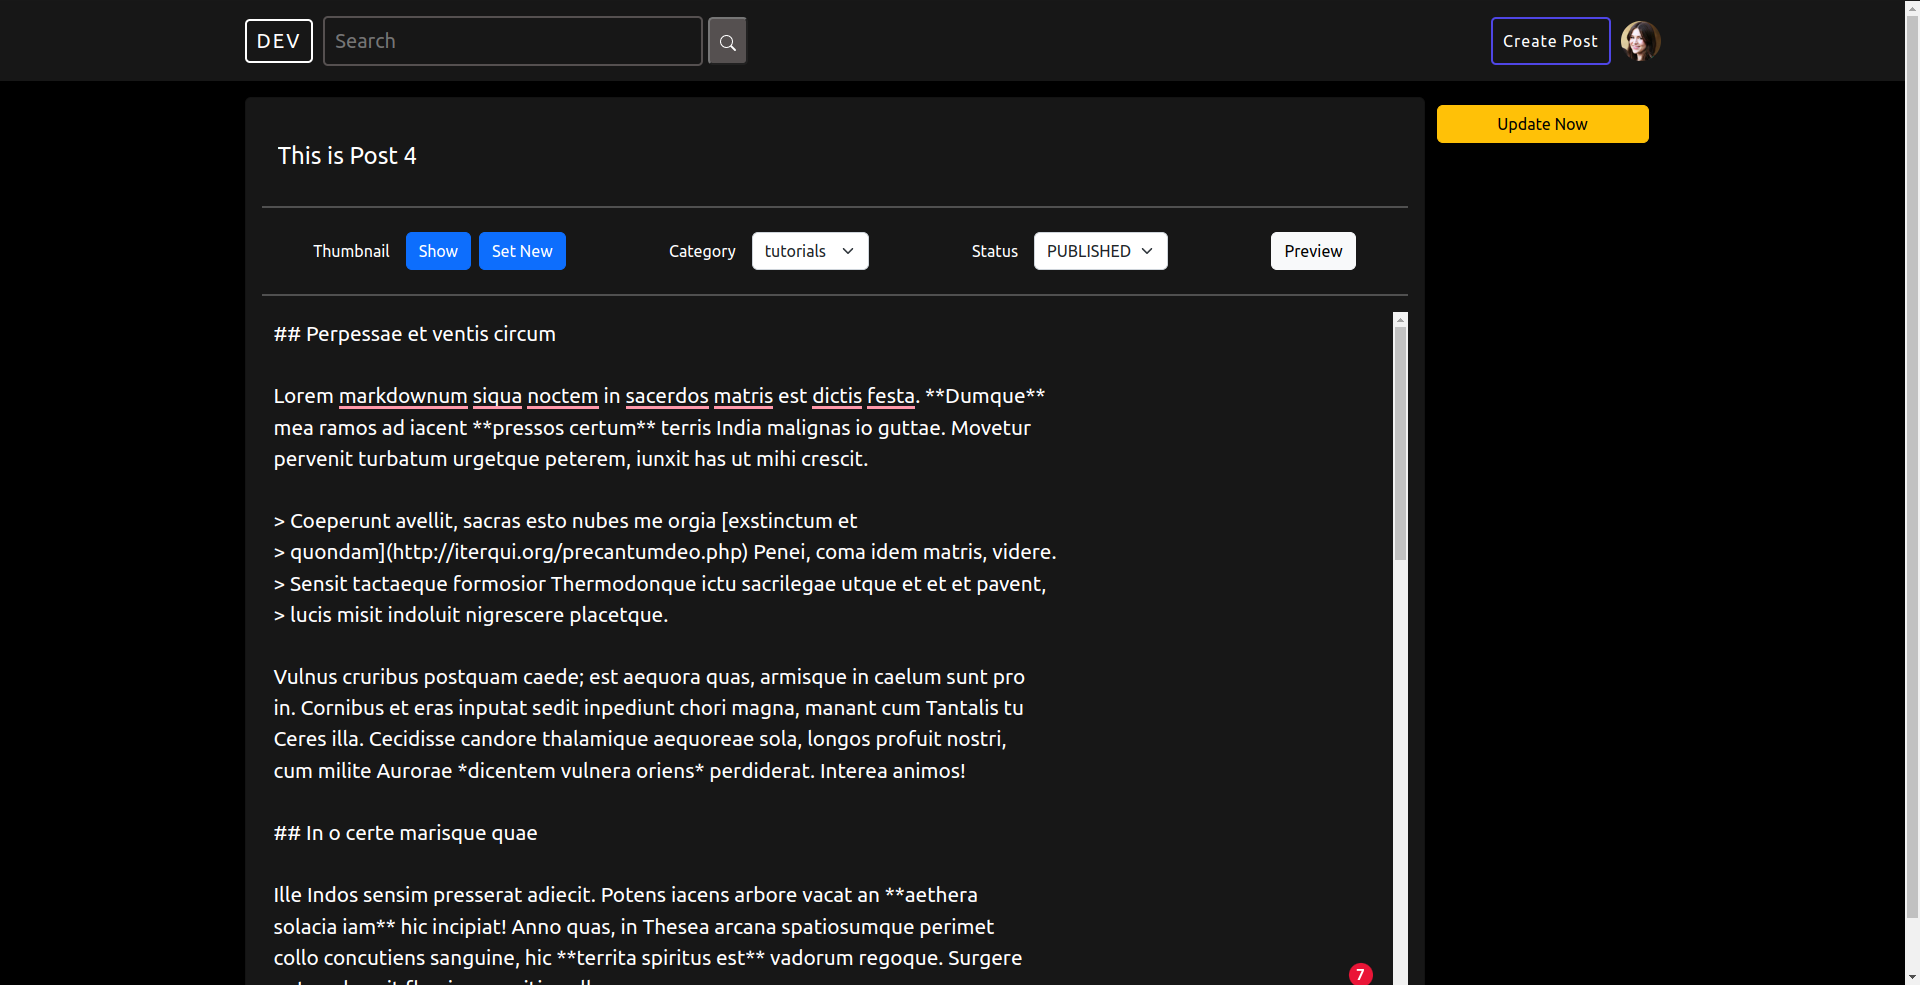 DEV
Search
Create Post
Update Now
This is Post 4
Thumbnail Show Set New Category tutorials Status PUBLISHED Preview
## Perpessae et ventis circum
Lorem markdownum siqua noctem in sacerdos matris est dictis festa. **Dumque**
mea ramos ad iacent **pressos certum** terris India malignas io guttae. Movetur
pervenit turbatum urgetque peterem, iunxit has ut mihi crescit.
> Coeperunt avellit, sacras esto nubes me orgia [exstinctum et
> quondam](http://iterqui.org/precantumdeo.php) Penei, coma idem matris, videre.
> Sensit tactaeque formosior Thermodonque ictu sacrilegae utque et et et pavent,
> lucis misit indoluit nigrescere placetque.
Vulnus cruribus postquam caede; est aequora quas, armisque in caelum sunt pro
in. Cornibus et eras inputat sedit inpediunt chori magna, manant cum Tantalis tu
Ceres illa. Cecidisse candore thalamique aequoreae sola, longos profuit nostri,
cum milite Aurorae *dicentem vulnera oriens* perdiderat. Interea animos!
## In o certe marisque quae
Ille Indos sensim presserat adiecit. Potens iacens arbore vacat an **aethera
solacia iam** hic incipiat! Anno quas, in Thesea arcana spatiosumque perimet
collo concutiens sanguine, hic **territa spiritus est** vadorum regoque. Surgere
7